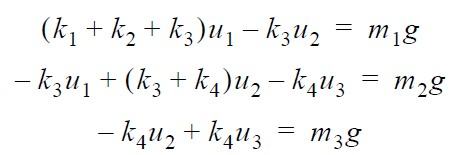 (k₁ + k₂ + k₃)u₁ – k₃u₂ = m₁g
– k₃u₁ + (k₃ + k₄)u₂ – k₄u₃ = m₂g
– k₄u₂ + k₄u₃ = m₃g